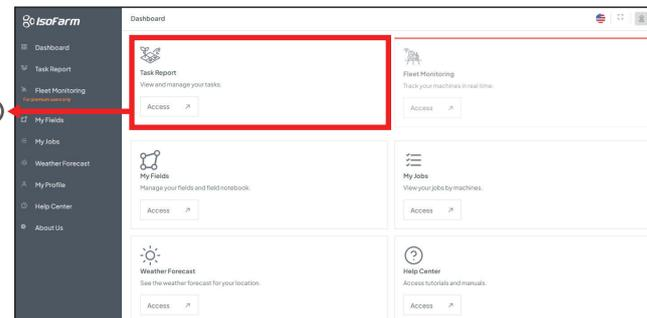 IsoFarm
Dashboard
Dashboard
Task Report
Fleet Monitoring
For premium users only
My Fields
My Jobs
Weather Forecast
My Profile
Help Center
About Us
Task Report
View and manage your tasks.
Access
Fleet Monitoring
Track your machines in real time.
Access
My Fields
Manage your fields and field notebook.
Access
My Jobs
View your jobs by machines.
Access
Weather Forecast
See the weather forecast for your location.
Access
Help Center
Access tutorials and manuals.
Access